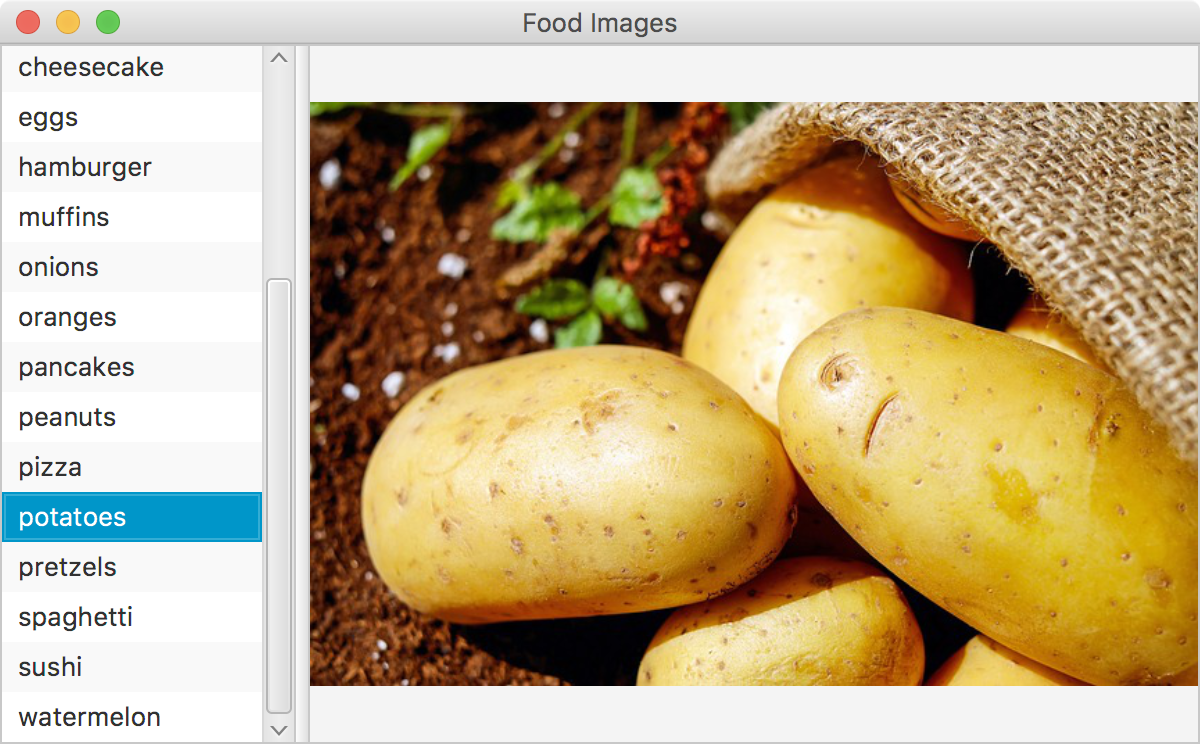 Food Images
cheesecake
eggs
hamburger
muffins
onions
oranges
pancakes
peanuts
pizza
potatoes
pretzels
spaghetti
sushi
watermelon